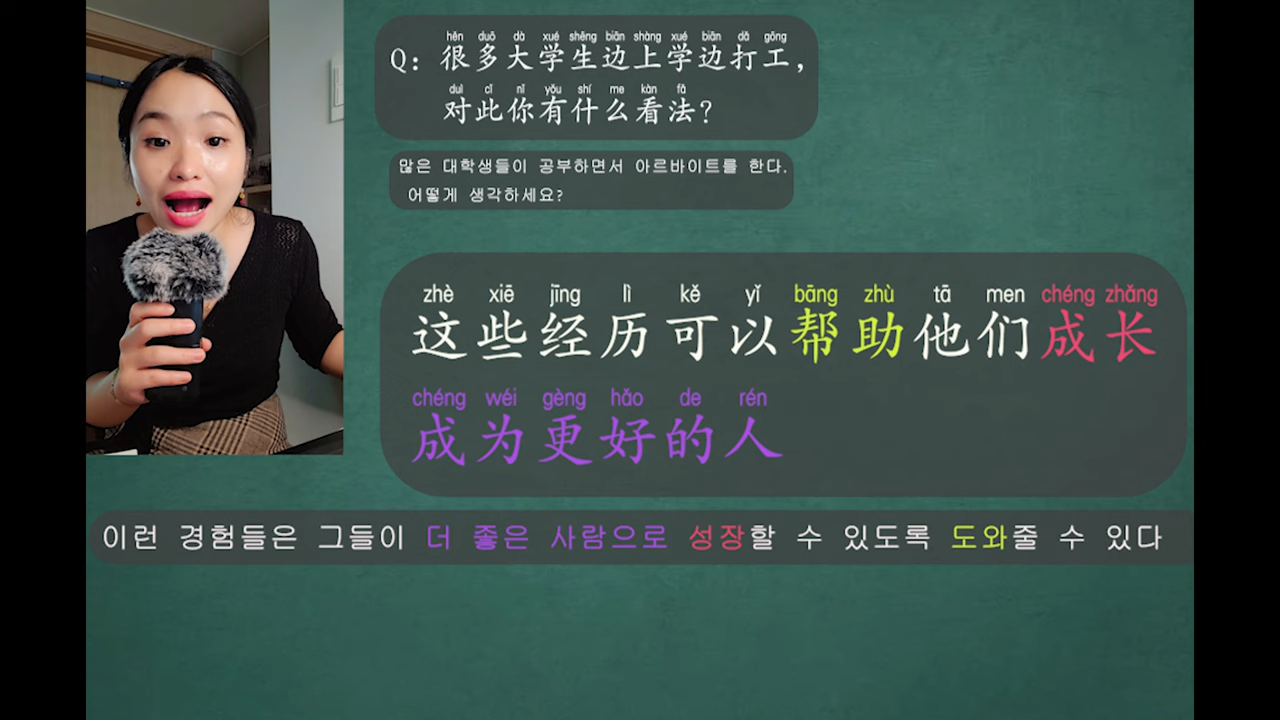 hěn duō dà xué shēng biān shàng xué biān dǎ gōng
Q：很多大学生边上学边打工，
duì cǐ nǐ yǒu shí me kàn fǎ
对此你有什么看法？
많은 대학생들이 공부하면서 아르바이트를 한다.
어떻게 생각하세요?
zhè xiē jīng lì kě yǐ bāng zhù tā men chéng zhǎng
这些经历可以帮助他们成长
chéng wéi gèng hǎo de rén
成为更好的人
이런 경험들은 그들이 더 좋은 사람으로 성장할 수 있도록 도와줄 수 있다